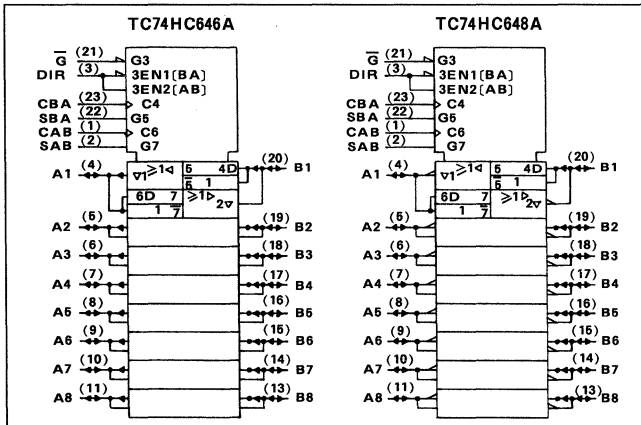 TC74HC646A
G (21) G3
DIR (3) 3EN1[BA]
3EN2[AB]
CBA (23) C4
SBA (22) G5
CAB (1) C6
SAB (2) G7
A1 (4) ▽1 ≥1◁ 5 4D (20) B1
5 1
6D 7 ≥1▷ 2▽
1 7
A2 (5) (19) B2
A3 (6) (18) B3
A4 (7) (17) B4
A5 (8) (16) B5
A6 (9) (15) B6
A7 (10) (14) B7
A8 (11) (13) B8
TC74HC648A
G (21) G3
DIR (3) 3EN1[BA]
3EN2[AB]
CBA (23) C4
SBA (22) G5
CAB (1) C6
SAB (2) G7
A1 (4) ▽1 ≥1◁ 5 4D (20) B1
5 1
6D 7 ≥1▷ 2▽
1 7
A2 (5) (19) B2
A3 (6) (18) B3
A4 (7) (17) B4
A5 (8) (16) B5
A6 (9) (15) B6
A7 (10) (14) B7
A8 (11) (13) B8